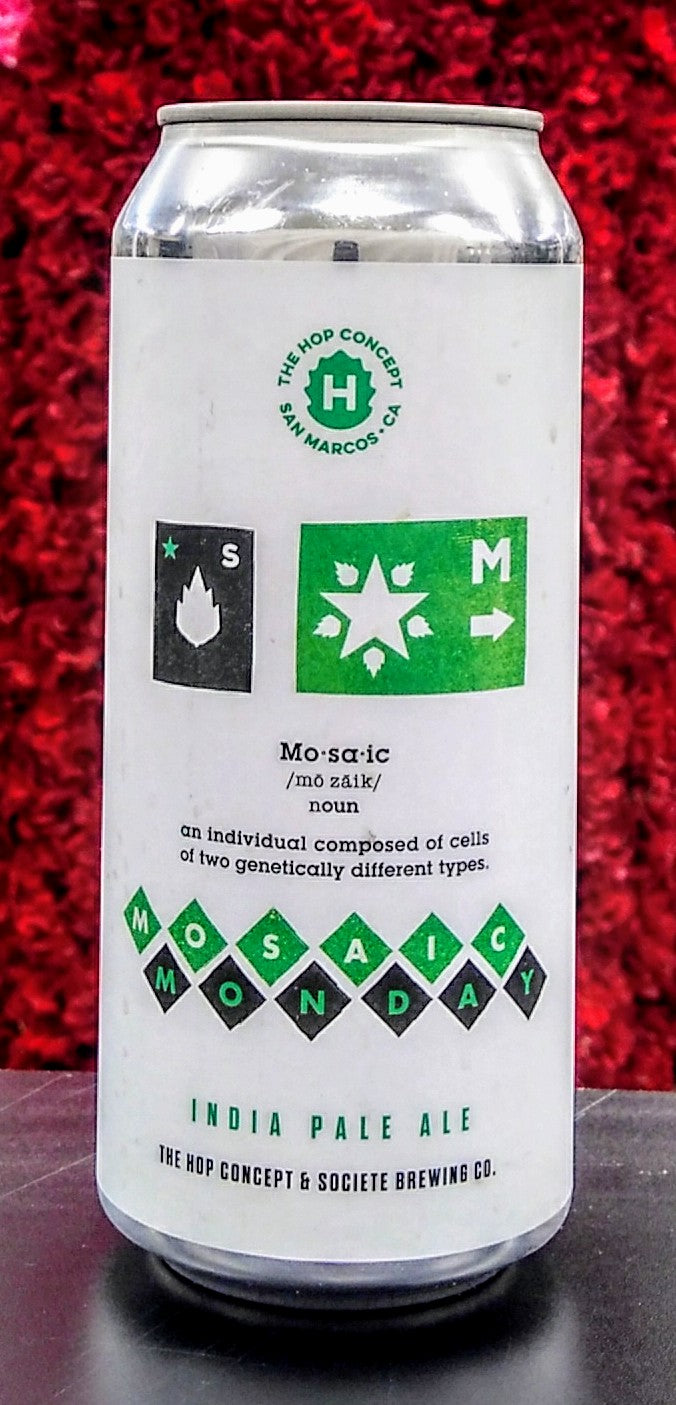 THE HOP CONCEPT
H
SAN MARCOS • CA
S
M
Mo·sa·ic
/mō zāik/
noun
an individual composed of cells
of two genetically different types.
MOSAIC
MONDAY
INDIA PALE ALE
THE HOP CONCEPT & SOCIETE BREWING CO.